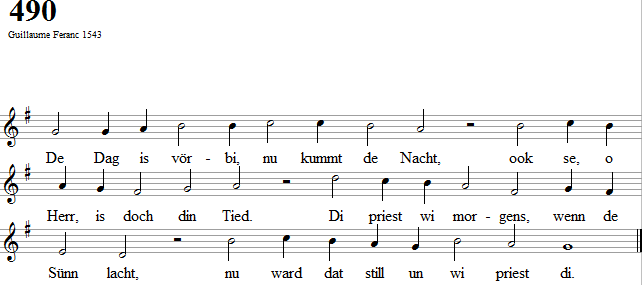 490
Guillaume Feranc 1543
De Dag is vör - bi, nu kummt de Nacht, ook se, o
Herr, is doch din Tied. Di priest wi mor - gens, wenn de
Sünn lacht, nu ward dat still un wi priest di.